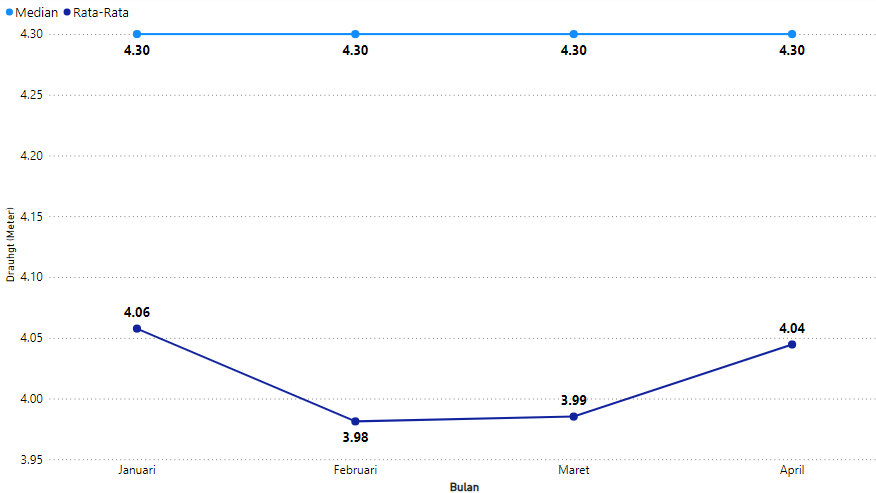 Median Rata-Rata
4.30
4.30 4.30 4.30 4.30
4.25
4.20
4.15
Drauhgt (Meter)
4.10
4.06
4.05
4.04
4.00
3.99
3.98
3.95
Januari Februari Maret April
Bulan